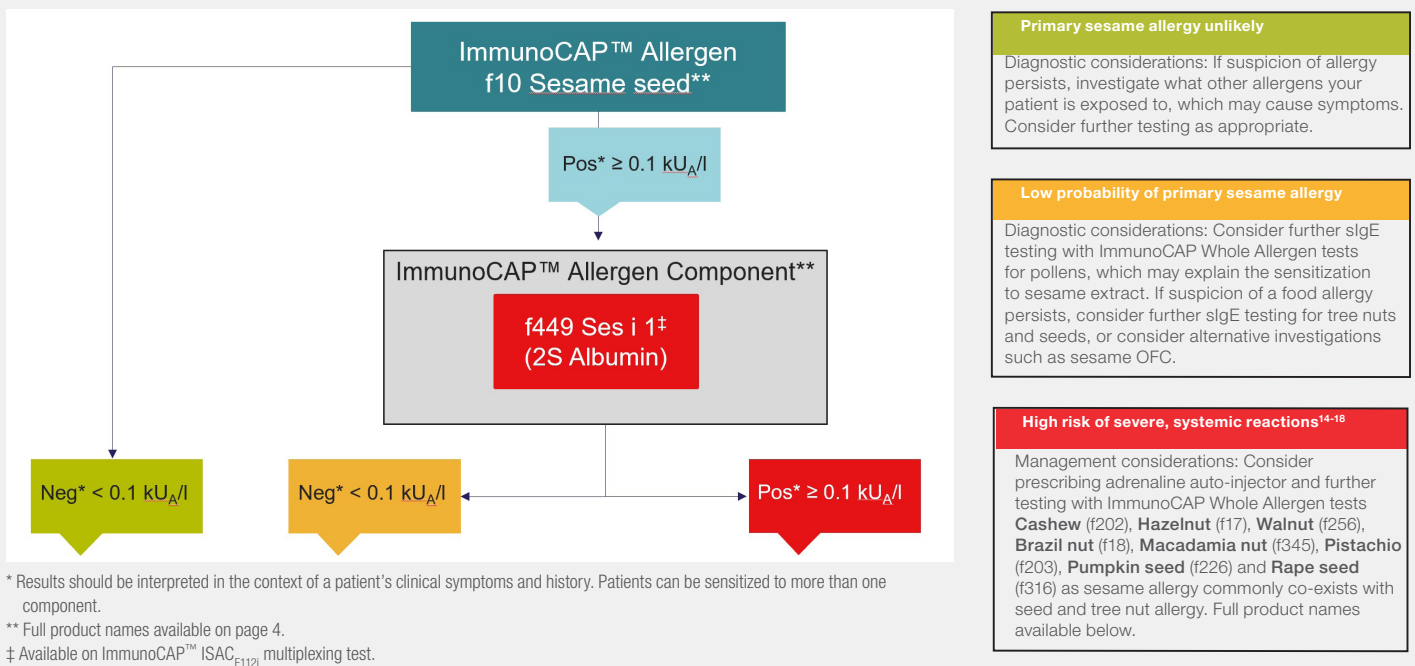 ImmunoCAP™ Allergen
f10 Sesame seed**
Pos* ≥ 0.1 kUA/l
ImmunoCAP™ Allergen Component**
f449 Ses i 1‡
(2S Albumin)
Neg* < 0.1 kUA/l
Neg* < 0.1 kUA/l
Pos* ≥ 0.1 kUA/l
* Results should be interpreted in the context of a patient's clinical symptoms and history. Patients can be sensitized to more than one
component.
** Full product names available on page 4.
‡ Available on ImmunoCAP™ ISACE112i multiplexing test.
Primary sesame allergy unlikely
Diagnostic considerations: If suspicion of allergy
persists, investigate what other allergens your
patient is exposed to, which may cause symptoms.
Consider further testing as appropriate.
Low probability of primary sesame allergy
Diagnostic considerations: Consider further sIgE
testing with ImmunoCAP Whole Allergen tests
for pollens, which may explain the sensitization
to sesame extract. If suspicion of a food allergy
persists, consider further sIgE testing for tree nuts
and seeds, or consider alternative investigations
such as sesame OFC.
High risk of severe, systemic reactions14-18
Management considerations: Consider
prescribing adrenaline auto-injector and further
testing with ImmunoCAP Whole Allergen tests
Cashew (f202), Hazelnut (f17), Walnut (f256),
Brazil nut (f18), Macadamia nut (f345), Pistachio
(f203), Pumpkin seed (f226) and Rape seed
(f316) as sesame allergy commonly co-exists with
seed and tree nut allergy. Full product names
available below.